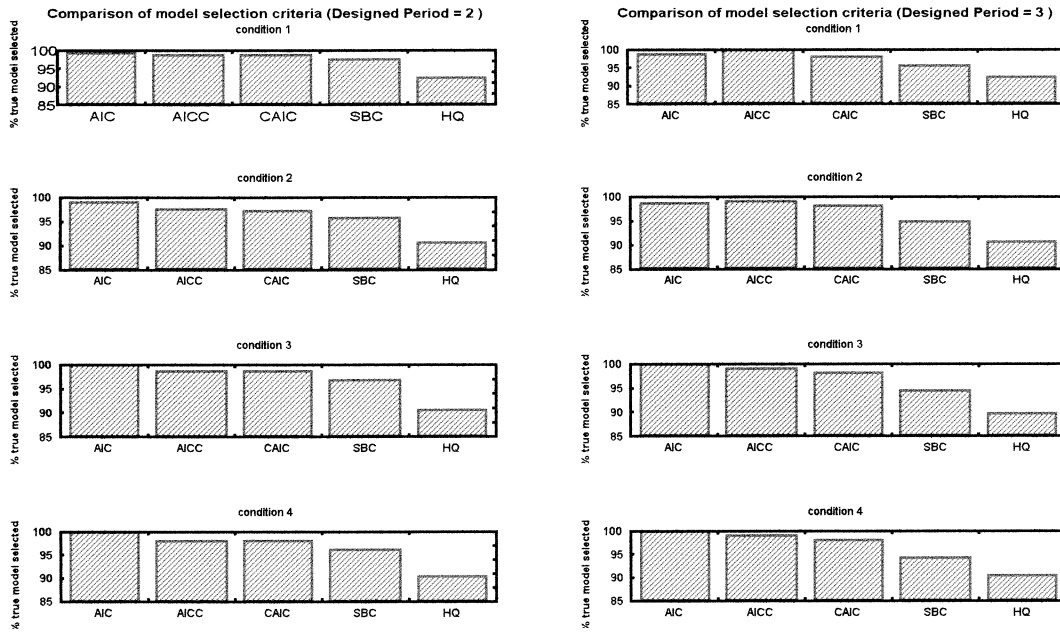 Comparison of model selection criteria (Designed Period = 2 )
condition 1
% true model selected
100
95
90
85
AIC AICC CAIC SBC HQ
condition 2
% true model selected
100
95
90
85
AIC AICC CAIC SBC HQ
condition 3
% true model selected
100
95
90
85
AIC AICC CAIC SBC HQ
condition 4
% true model selected
100
95
90
85
AIC AICC CAIC SBC HQ
Comparison of model selection criteria (Designed Period = 3 )
condition 1
% true model selected
100
95
90
85
AIC AICC CAIC SBC HQ
condition 2
% true model selected
100
95
90
85
AIC AICC CAIC SBC HQ
condition 3
% true model selected
100
95
90
85
AIC AICC CAIC SBC HQ
condition 4
% true model selected
100
95
90
85
AIC AICC CAIC SBC HQ